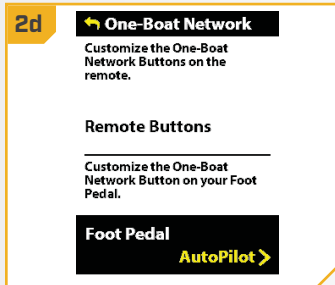 2d
One-Boat Network
Customize the One-Boat
Network Buttons on the
remote.
Remote Buttons
Customize the One-Boat
Network Button on your Foot
Pedal.
Foot Pedal
AutoPilot >